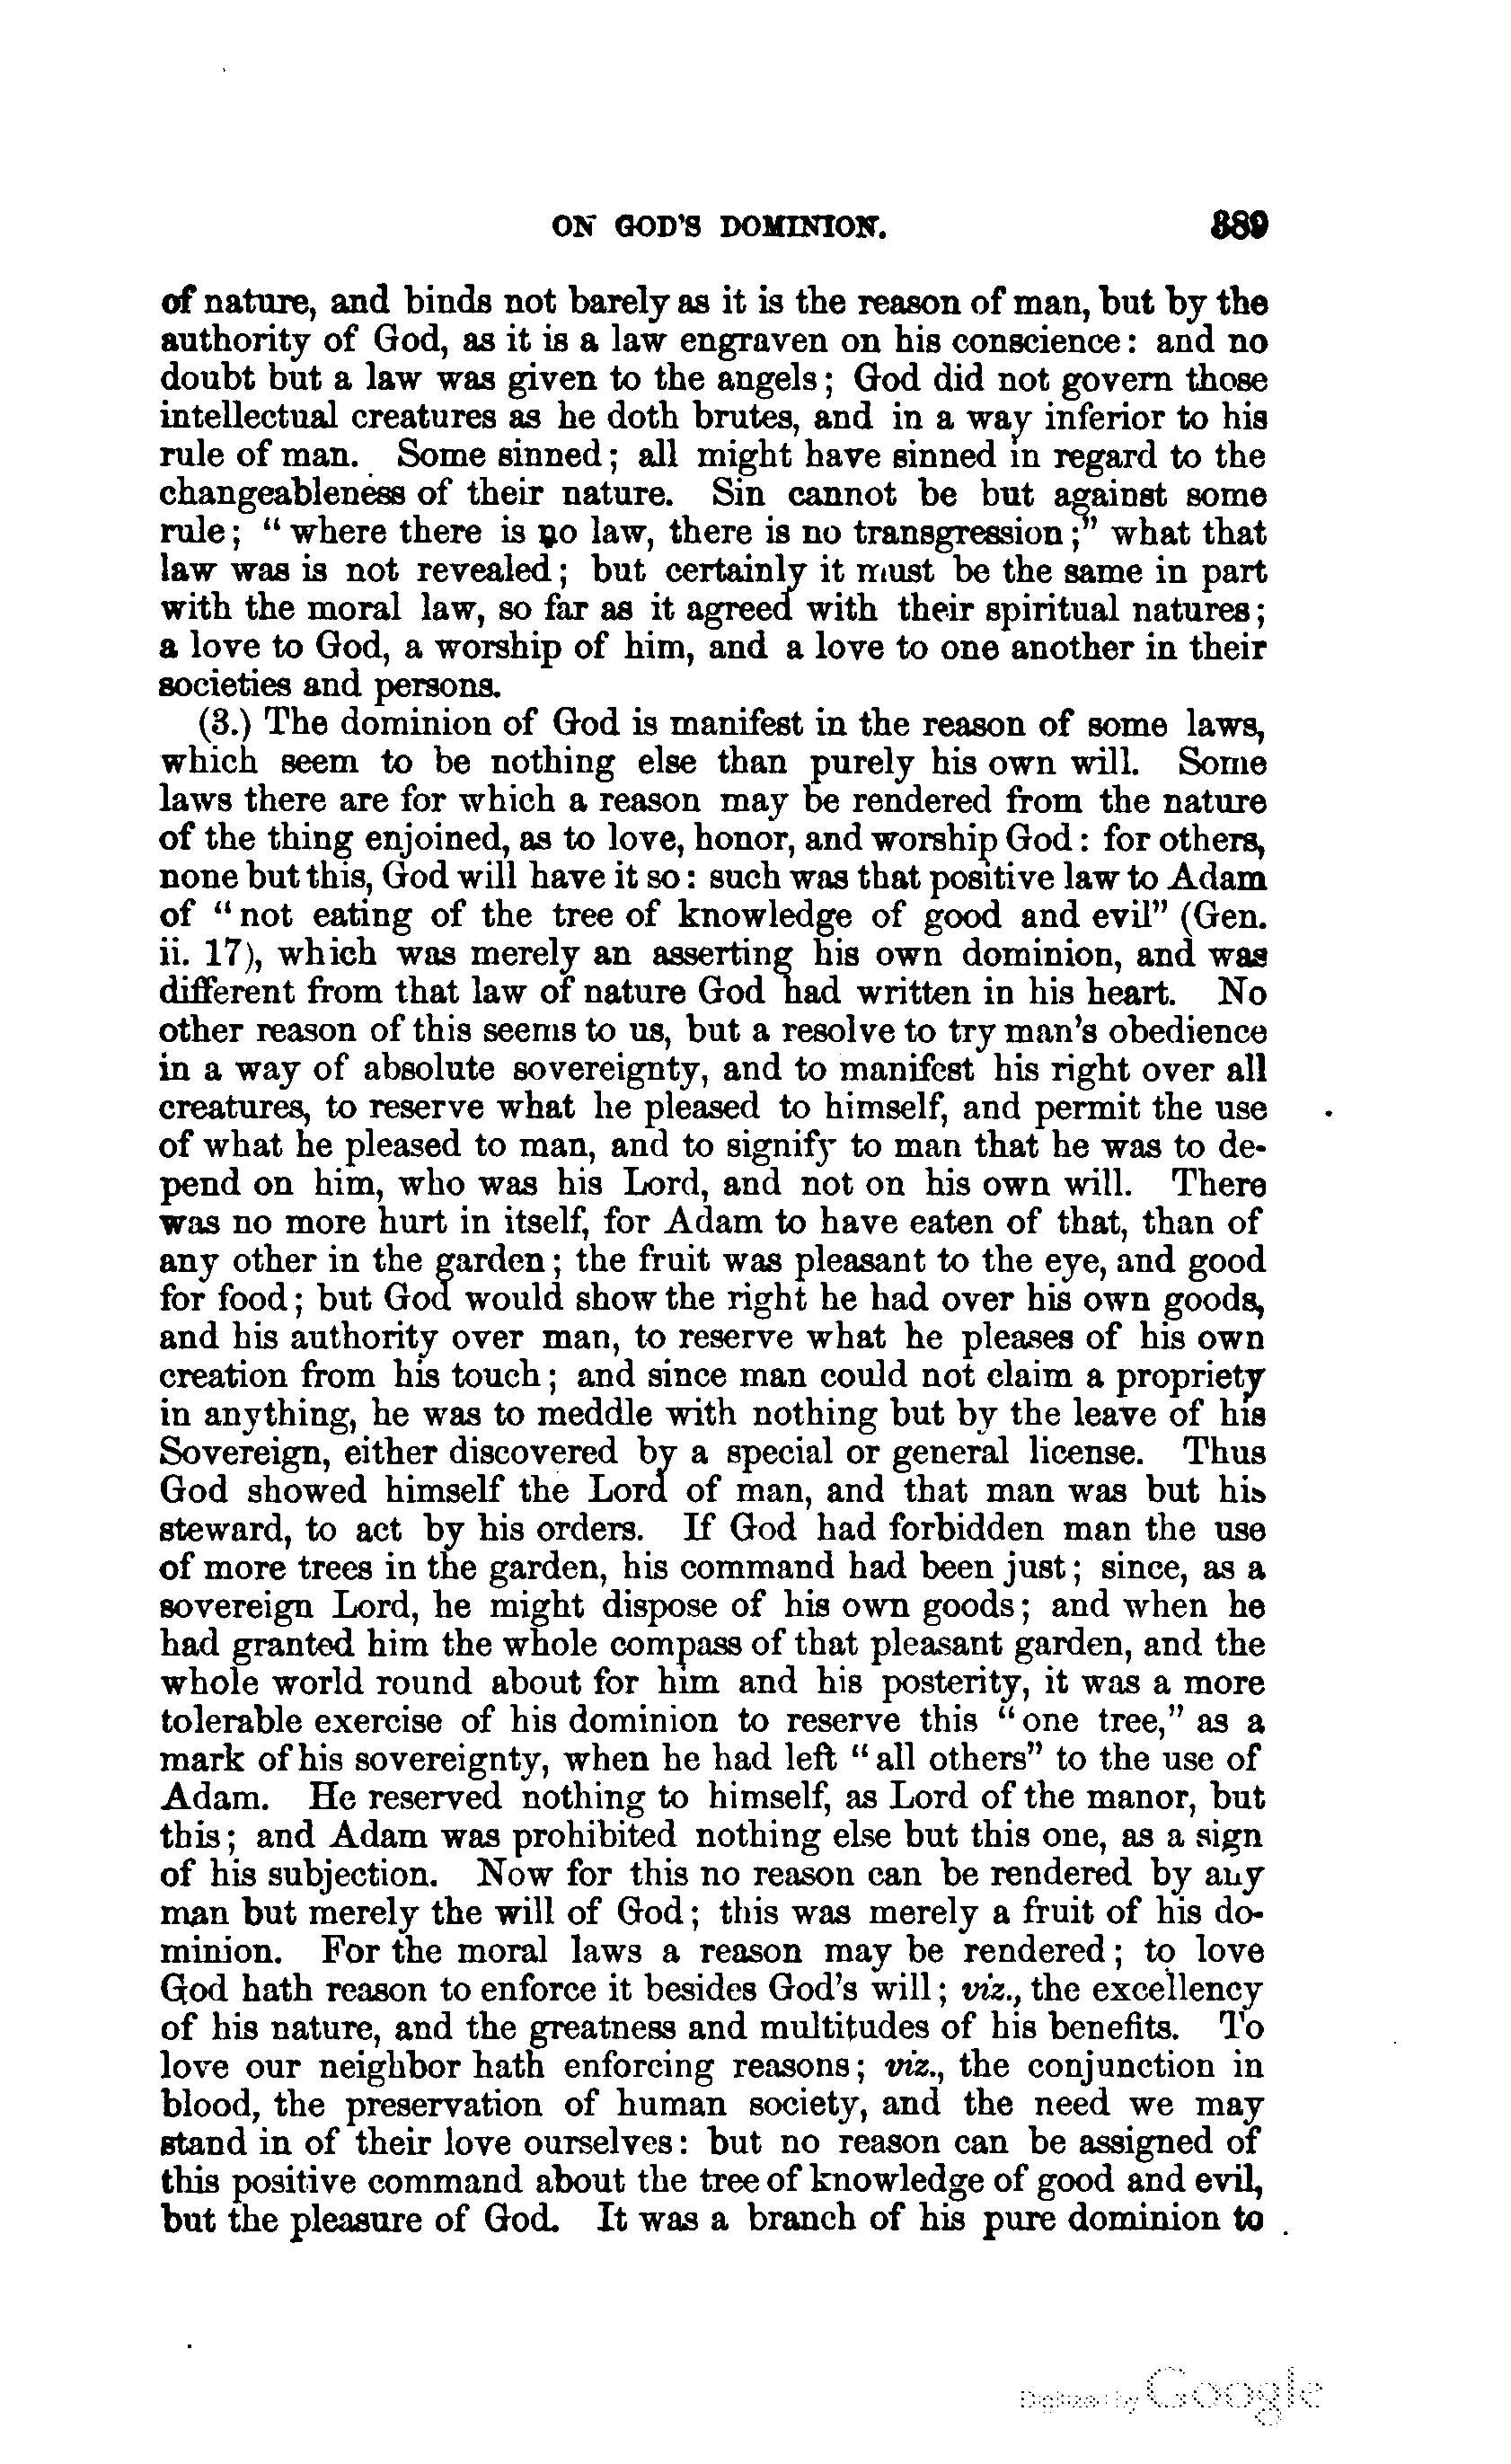 ON GOD'S DOMINION. 389
of nature, and binds not barely as it is the reason of man, but by the
authority of God, as it is a law engraven on his conscience: and no
doubt but a law was given to the angels; God did not govern those
intellectual creatures as he doth brutes, and in a way inferior to his
rule of man. Some sinned; all might have sinned in regard to the
changeableness of their nature. Sin cannot be but against some
rule; “where there is no law, there is no transgression;” what that
law was is not revealed; but certainly it must be the same in part
with the moral law, so far as it agreed with their spiritual natures;
a love to God, a worship of him, and a love to one another in their
societies and persons.
(3.) The dominion of God is manifest in the reason of some laws,
which seem to be nothing else than purely his own will. Some
laws there are for which a reason may be rendered from the nature
of the thing enjoined, as to love, honor, and worship God: for others,
none but this, God will have it so: such was that positive law to Adam
of “not eating of the tree of knowledge of good and evil” (Gen.
ii. 17), which was merely an asserting his own dominion, and was
different from that law of nature God had written in his heart. No
other reason of this seems to us, but a resolve to try man's obedience
in a way of absolute sovereignty, and to manifest his right over all
creatures, to reserve what he pleased to himself, and permit the use
of what he pleased to man, and to signify to man that he was to de-
pend on him, who was his Lord, and not on his own will. There
was no more hurt in itself, for Adam to have eaten of that, than of
any other in the garden; the fruit was pleasant to the eye, and good
for food; but God would show the right he had over his own goods,
and his authority over man, to reserve what he pleases of his own
creation from his touch; and since man could not claim a propriety
in anything, he was to meddle with nothing but by the leave of his
Sovereign, either discovered by a special or general license. Thus
God showed himself the Lord of man, and that man was but his
steward, to act by his orders. If God had forbidden man the use
of more trees in the garden, his command had been just; since, as a
sovereign Lord, he might dispose of his own goods; and when he
had granted him the whole compass of that pleasant garden, and the
whole world round about for him and his posterity, it was a more
tolerable exercise of his dominion to reserve this “one tree,” as a
mark of his sovereignty, when he had left “all others” to the use of
Adam. He reserved nothing to himself, as Lord of the manor, but
this; and Adam was prohibited nothing else but this one, as a sign
of his subjection. Now for this no reason can be rendered by any
man but merely the will of God; this was merely a fruit of his do-
minion. For the moral laws a reason may be rendered; to love
God hath reason to enforce it besides God's will; viz., the excellency
of his nature, and the greatness and multitudes of his benefits. To
love our neighbor hath enforcing reasons; viz., the conjunction in
blood, the preservation of human society, and the need we may
stand in of their love ourselves: but no reason can be assigned of
this positive command about the tree of knowledge of good and evil,
but the pleasure of God. It was a branch of his pure dominion to
Digitized by Google